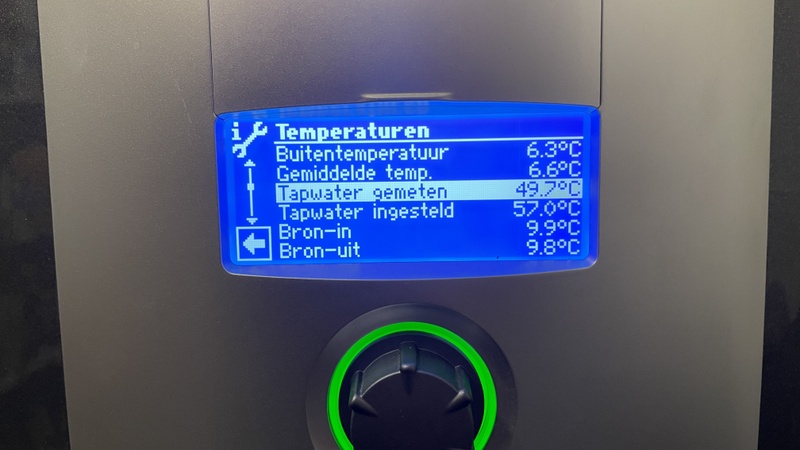 i Temperaturen
Buitentemperatuur 6.3°C
Gemiddelde temp. 6.6°C
Tapwater gemeten 49.7°C
Tapwater ingesteld 57.0°C
Bron-in 9.9°C
Bron-uit 9.8°C